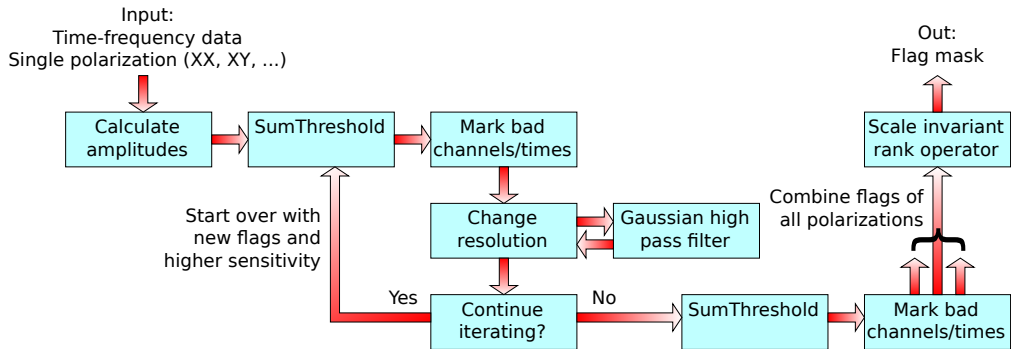 Input:
Time-frequency data
Single polarization (XX, XY, ...)
Out:
Flag mask
Calculate
amplitudes
SumThreshold
Mark bad
channels/times
Scale invariant
rank operator
Start over with
new flags and
higher sensitivity
Change
resolution
Gaussian high
pass filter
Combine flags of
all polarizations
Yes
Continue
iterating?
No
SumThreshold
Mark bad
channels/times